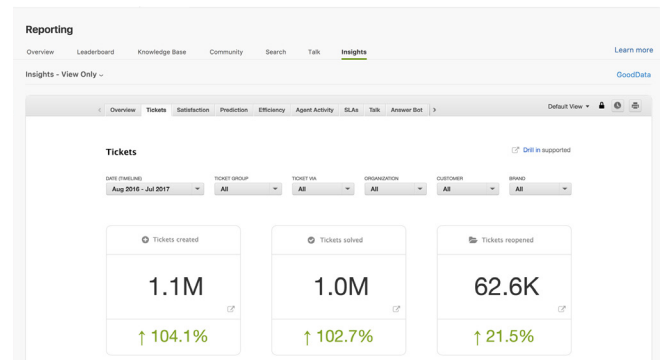 Reporting
Overview Leaderboard Knowledge Base Community Search Talk Insights Learn more
Insights - View Only GoodData
Overview Tickets Satisfaction Prediction Efficiency Agent Activity SLAs Talk Answer Bot Default View
Tickets Drill in supported
DATE (TIMELINE) TICKET GROUP TICKET VIA ORGANIZATION CUSTOMER BRAND
Aug 2016 - Jul 2017 All All All All All
Tickets created Tickets solved Tickets reopened
1.1M 1.0M 62.6K
↑ 104.1% ↑ 102.7% ↑ 21.5%